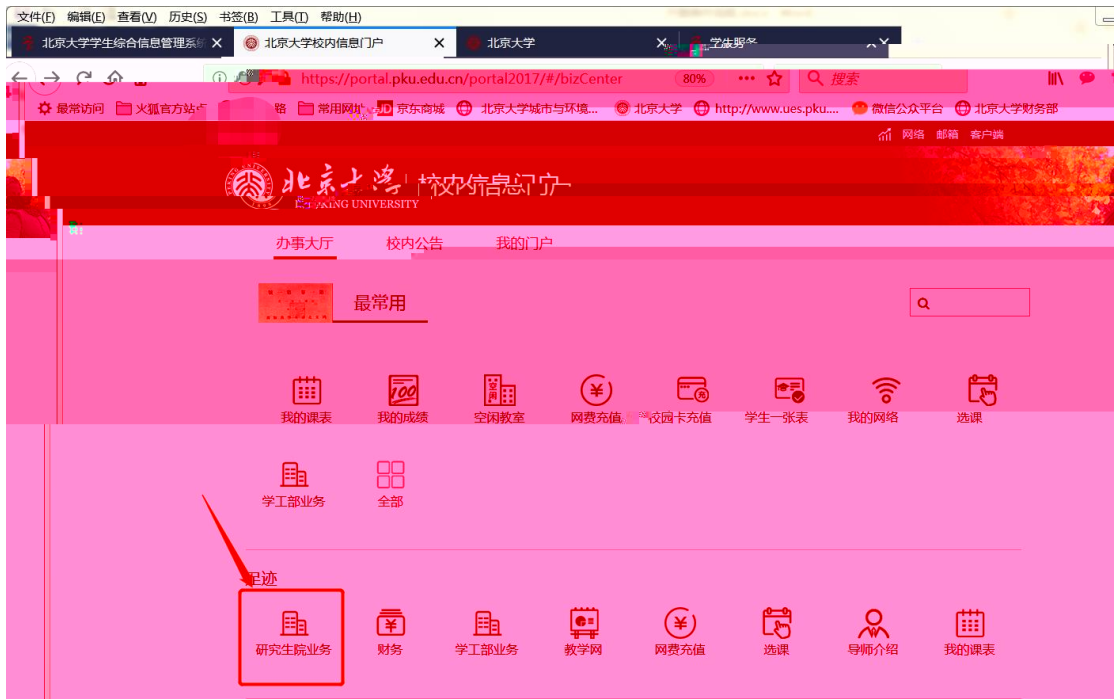 文件(F) 编辑(E) 查看(V) 历史(S) 书签(B) 工具(T) 帮助(H)
北京大学学生综合信息管理系统 北京大学校内信息门户 北京大学
https://portal.pku.edu.cn/portal2017/#/bizCenter 80% 搜索
最常访问 火狐官方站点 常用网址 JD 京东商城 北京大学城市与环境... 北京大学 http://www.ues.pku.... 微信公众平台 北京大学财务部
网络 邮箱 客户端
北京大学 校内信息门户
PEKING UNIVERSITY
办事大厅 校内公告 我的门户
最常用
我的课表 我的成绩 空闲教室 网费充值 校园卡充值 学生一张表 我的网络 选课
学工部业务 全部
足迹
研究生院业务 财务 学工部业务 教学网 网费充值 选课 导师介绍 我的课表